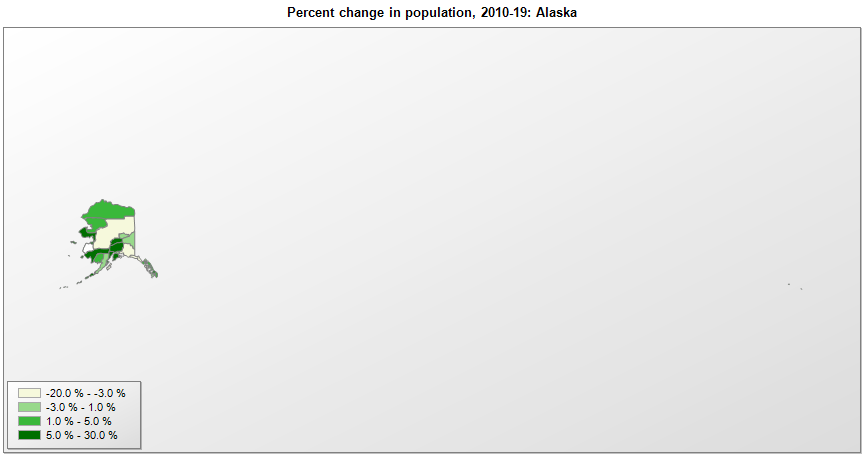 Percent change in population, 2010-19: Alaska
-20.0 % - -3.0 %
-3.0 % - 1.0 %
1.0 % - 5.0 %
5.0 % - 30.0 %